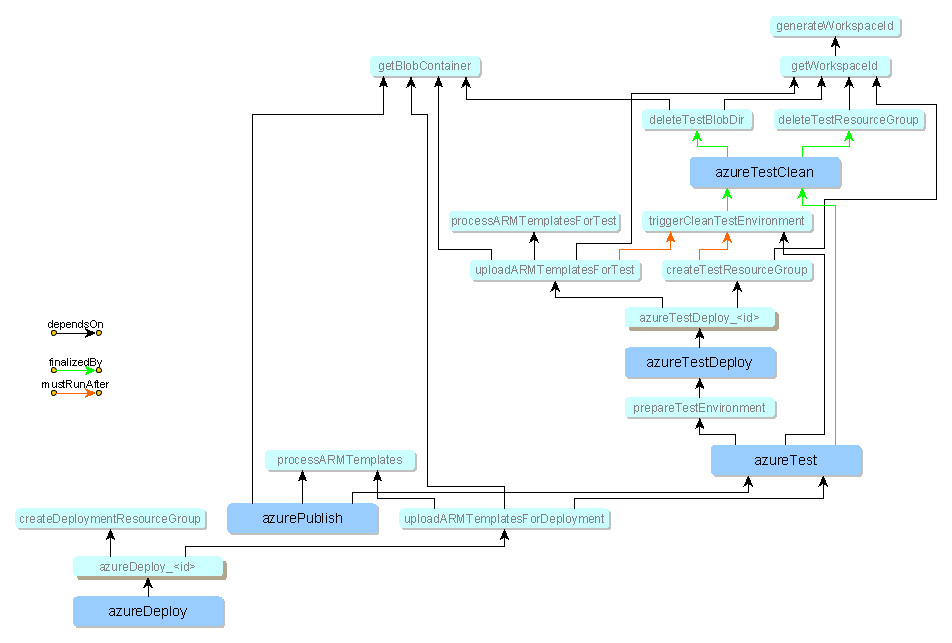 generateWorkspaceId
getBlobContainer
getWorkspaceId
deleteTestBlobDir
deleteTestResourceGroup
azureTestClean
processARMTemplatesForTest
triggerCleanTestEnvironment
uploadARMTemplatesForTest
createTestResourceGroup
azureTestDeploy_<id>
dependsOn
azureTestDeploy
finalizedBy
mustRunAfter
prepareTestEnvironment
processARMTemplates
azureTest
createDeploymentResourceGroup
azurePublish
uploadARMTemplatesForDeployment
azureDeploy_<id>
azureDeploy